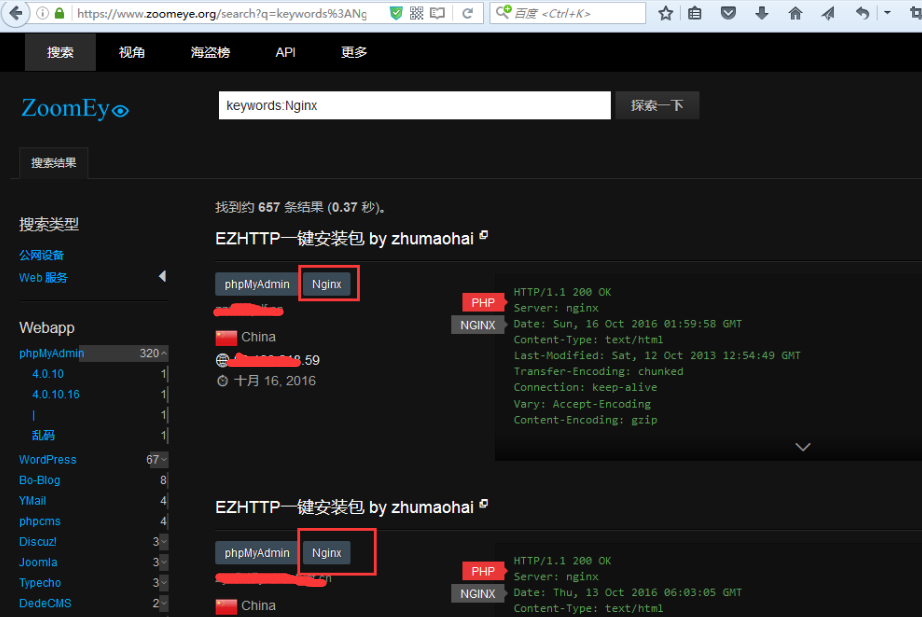 https://www.zoomeye.org/search?q=keywords%3ANg
百度 <Ctrl+K>
搜索 视角 海盗榜 API 更多
ZoomEye
keywords:Nginx
探索一下
搜索结果
找到约 657 条结果 (0.37 秒)。
搜索类型
公网设备
Web 服务
Webapp
phpMyAdmin 320
4.0.10 1
4.0.10.16 1
| 1
乱码 1
WordPress 67
Bo-Blog 8
YMail 4
phpcms 4
Discuz! 3
Joomla 3
Typecho 3
DedeCMS 2
EZHTTP一键安装包 by zhumaohai
phpMyAdmin Nginx
China
.59
十月 16, 2016
PHP
NGINX
HTTP/1.1 200 OK
Server: nginx
Date: Sun, 16 Oct 2016 01:59:58 GMT
Content-Type: text/html
Last-Modified: Sat, 12 Oct 2013 12:54:49 GMT
Transfer-Encoding: chunked
Connection: keep-alive
Vary: Accept-Encoding
Content-Encoding: gzip
EZHTTP一键安装包 by zhumaohai
phpMyAdmin Nginx
China
PHP
NGINX
HTTP/1.1 200 OK
Server: nginx
Date: Thu, 13 Oct 2016 06:03:05 GMT
Content-Type: text/html